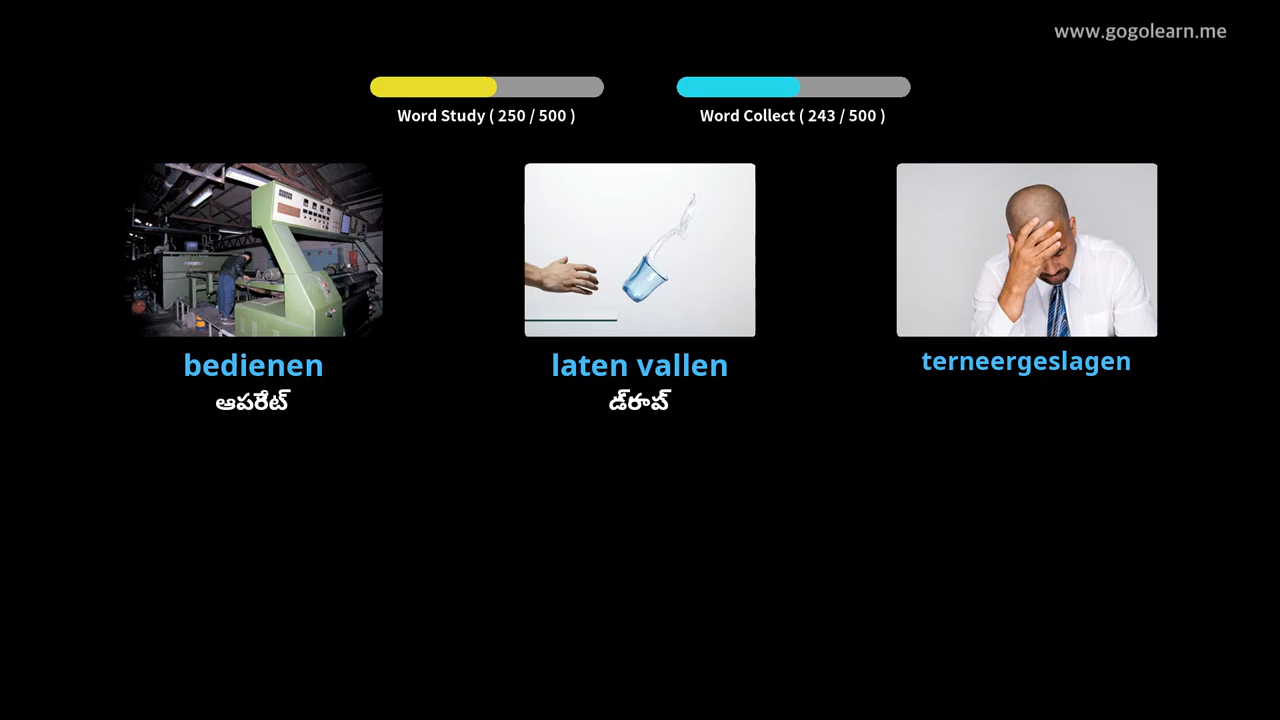 www.gogolearn.me
Word Study ( 250 / 500 )
Word Collect ( 243 / 500 )
bedienen
ఆపరేట్
laten vallen
డ్రాప్
terneergeslagen